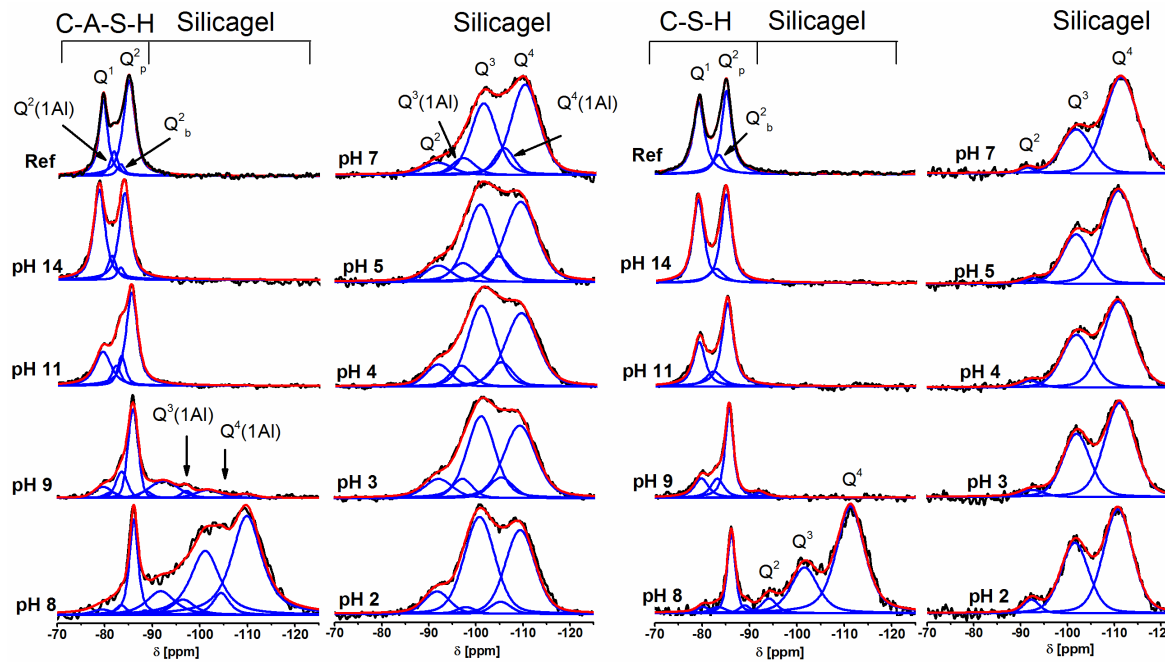 C-A-S-H Silicagel
Q¹ Q²p
Q²(1Al)
Q²b
Ref
pH 14
pH 11
Q³(1Al)
Q⁴(1Al)
pH 9
pH 8
-70 -80 -90 -100 -110 -120
δ [ppm]
Silicagel
Q³ Q⁴
Q³(1Al) Q⁴(1Al)
Q²
pH 7
pH 5
pH 4
pH 3
pH 2
-80 -90 -100 -110 -120
δ [ppm]
C-S-H Silicagel
Q¹ Q²p
Q²b
Ref
pH 14
pH 11
pH 9
Q⁴
Q³
Q²
pH 8
-70 -80 -90 -100 -110 -120
δ [ppm]
Silicagel
Q⁴
Q³
Q²
pH 7
pH 5
pH 4
pH 3
pH 2
-80 -90 -100 -110 -120
δ [ppm]